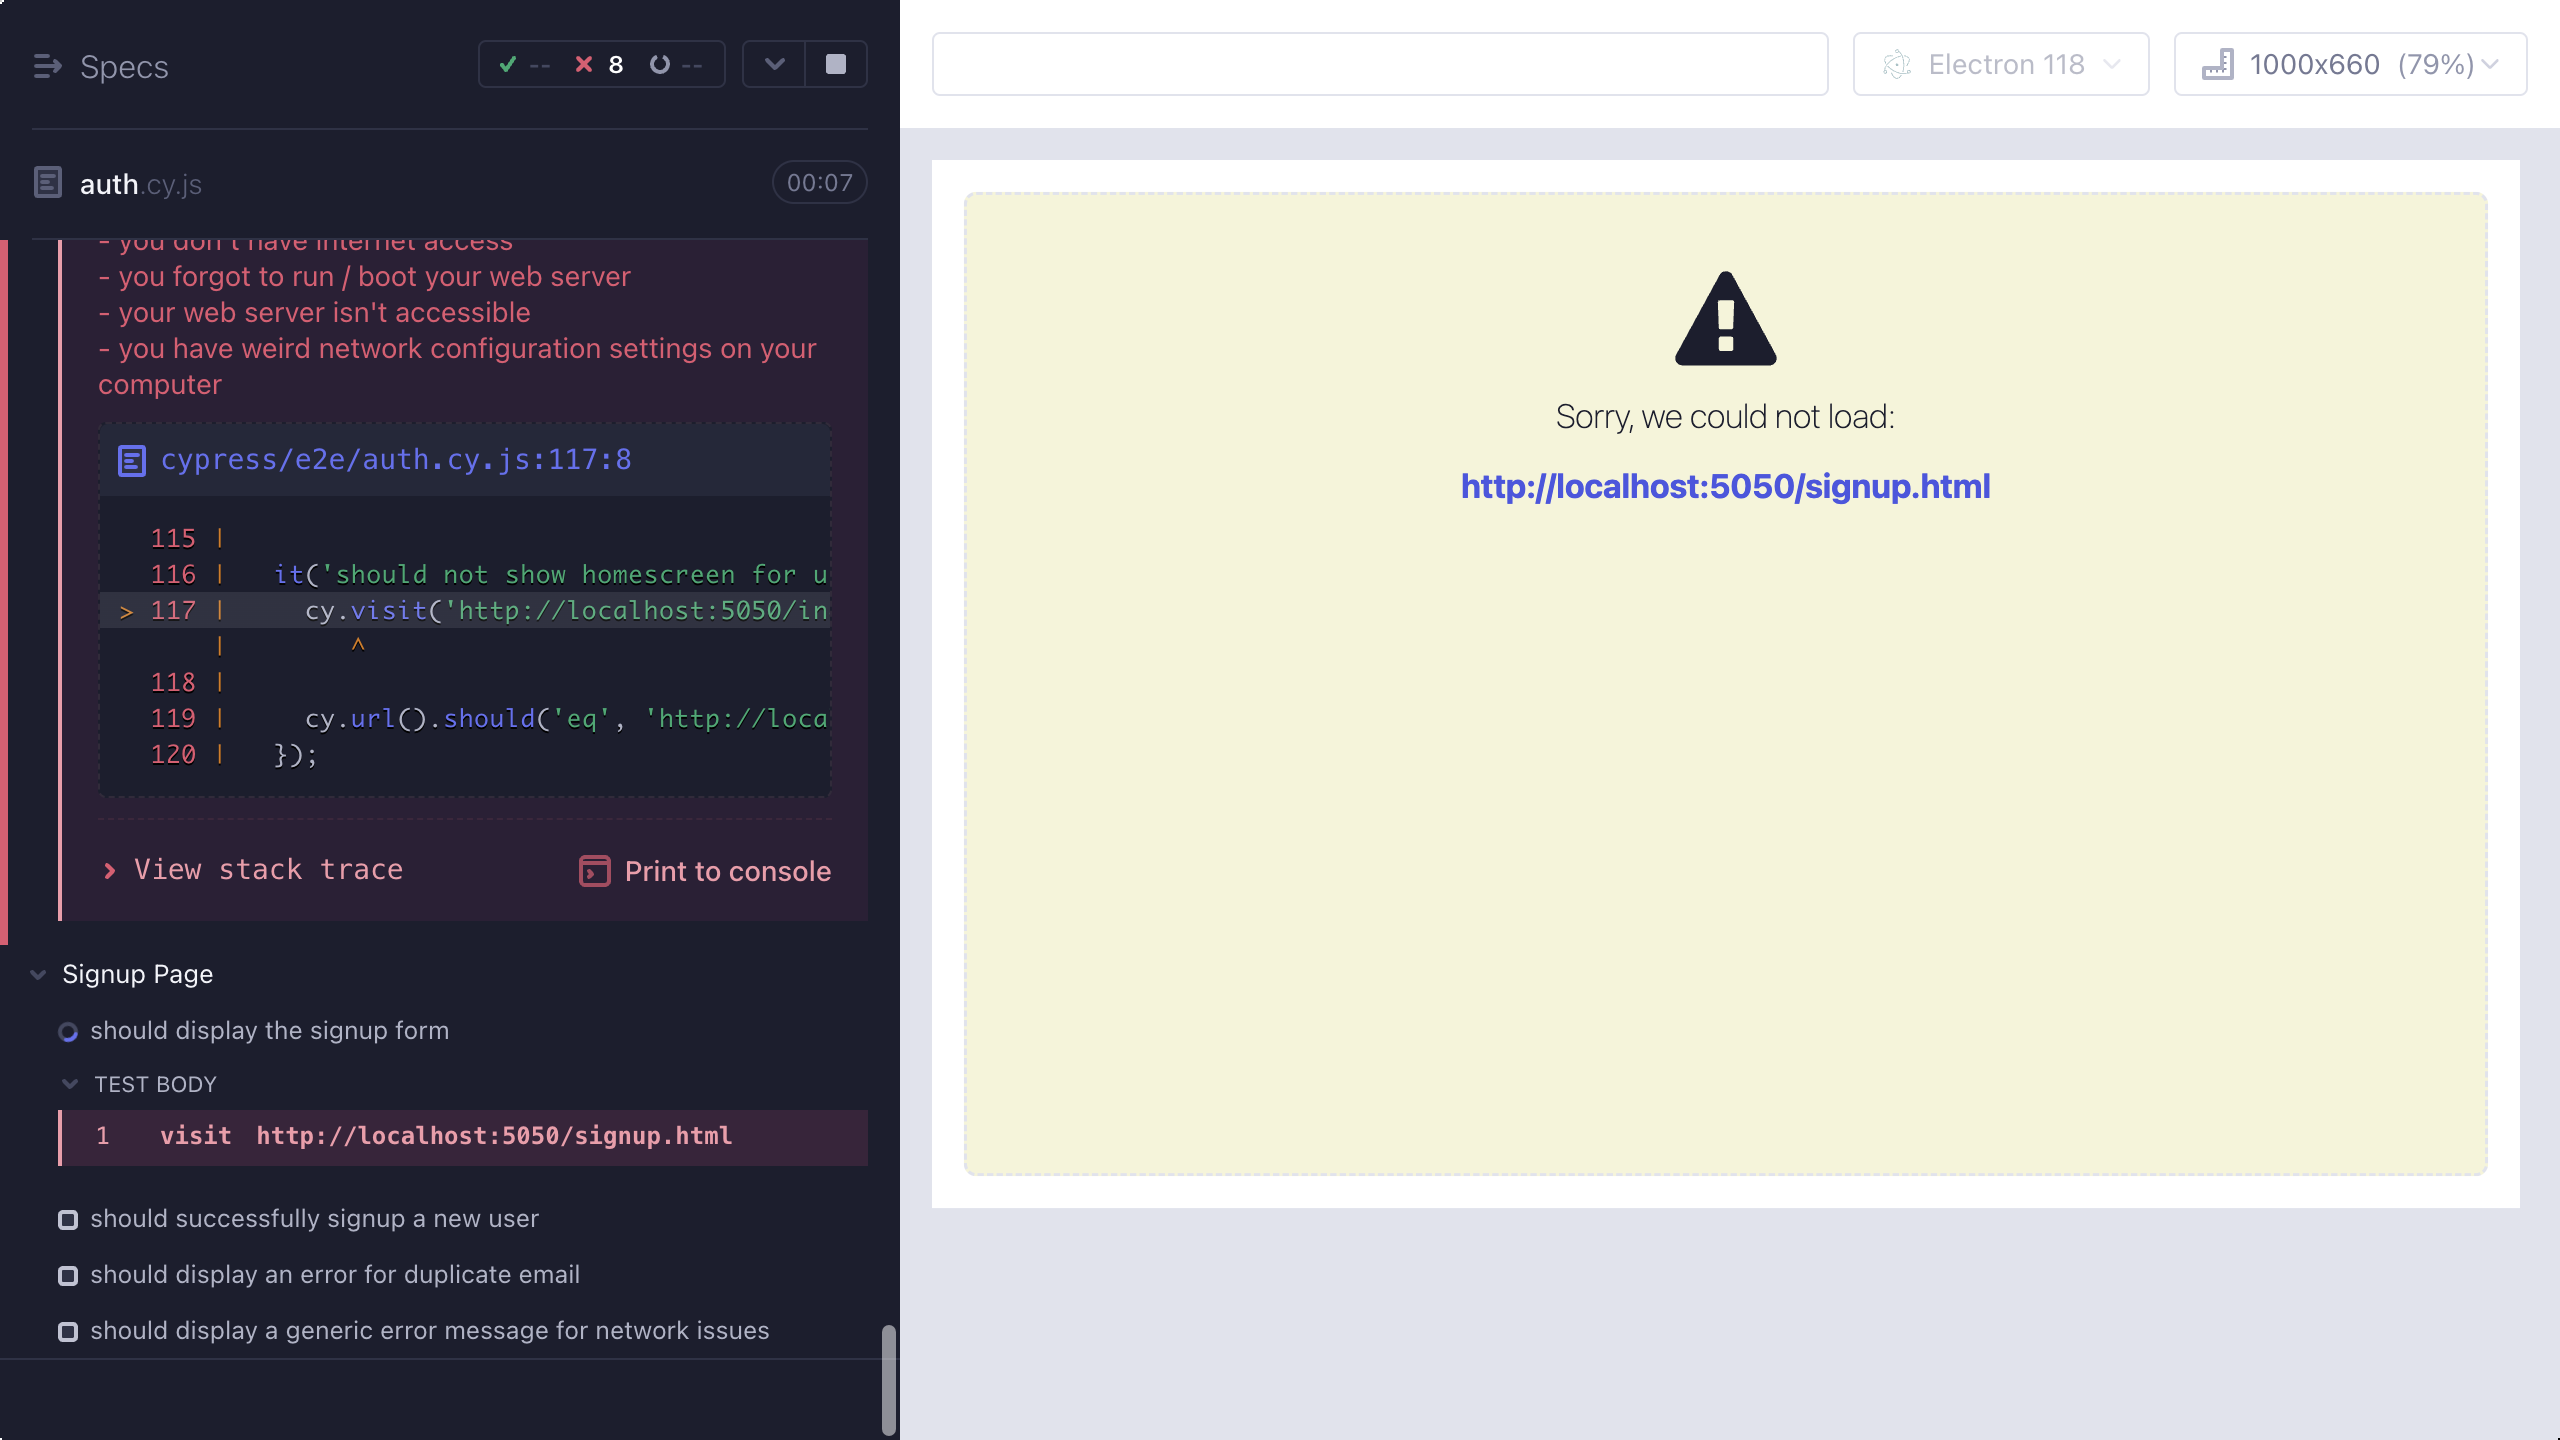 Specs
-- 8 --
auth.cy.js
00:07
- you don't have internet access
- you forgot to run / boot your web server
- your web server isn't accessible
- you have weird network configuration settings on your
computer
cypress/e2e/auth.cy.js:117:8
115 |
116 | it('should not show homescreen for u
> 117 | cy.visit('http://localhost:5050/in
| ^
118 |
119 | cy.url().should('eq', 'http://loca
120 | });
View stack trace
Print to console
Signup Page
should display the signup form
TEST BODY
1 visit http://localhost:5050/signup.html
should successfully signup a new user
should display an error for duplicate email
should display a generic error message for network issues
Electron 118
1000x660 (79%)
Sorry, we could not load:
http://localhost:5050/signup.html